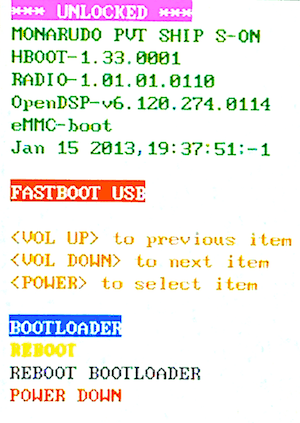 *** UNLOCKED ***
MONARUDO PVT SHIP S-ON
HBOOT-1.33.0001
RADIO-1.01.01.0110
OpenDSP-v6.120.274.0114
eMMC-boot
Jan 15 2013,19:37:51:-1
FASTBOOT USB
<VOL UP> to previous item
<VOL DOWN> to next item
<POWER> to select item
BOOTLOADER
REBOOT
REBOOT BOOTLOADER
POWER DOWN